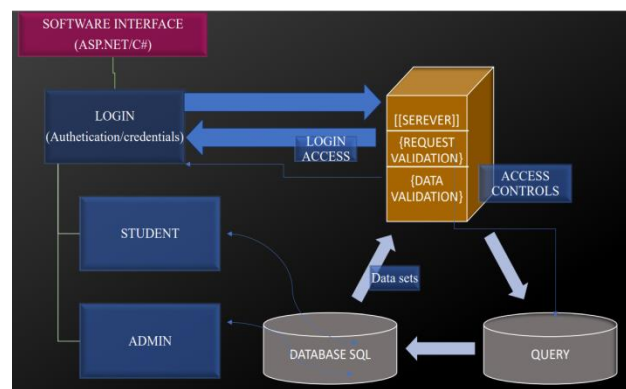 SOFTWARE INTERFACE
(ASP.NET/C#)
LOGIN
(Authetication/credentials)
LOGIN
ACCESS
[[SEREVER]]
{REQUEST
VALIDATION}
{DATA
VALIDATION}
ACCESS
CONTROLS
STUDENT
Data sets
ADMIN
DATABASE SQL
QUERY